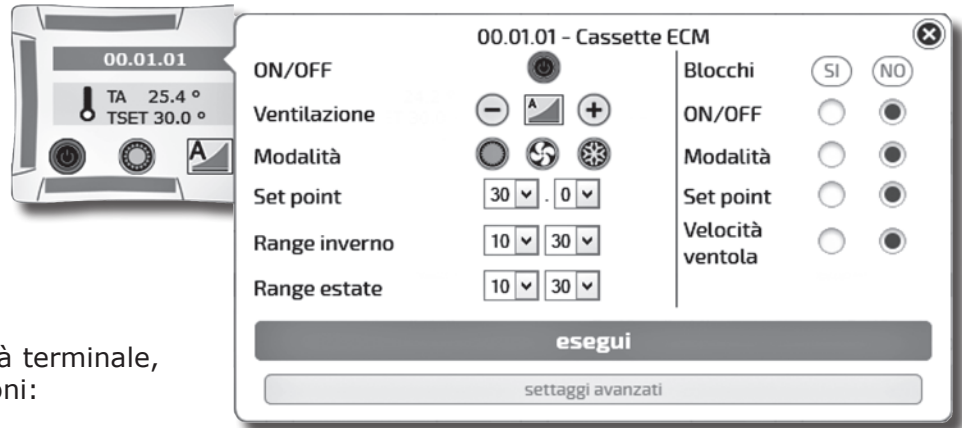 00.01.01
TA 25.4 °
TSET 30.0 °
A
00.01.01 - Cassette ECM
ON/OFF
Ventilazione
A
Modalità
Set point
30 . 0
Range inverno
10 30
Range estate
10 30
Blocchi SI NO
ON/OFF
Modalità
Set point
Velocità
ventola
esegui
settaggi avanzati
à terminale,
oni: